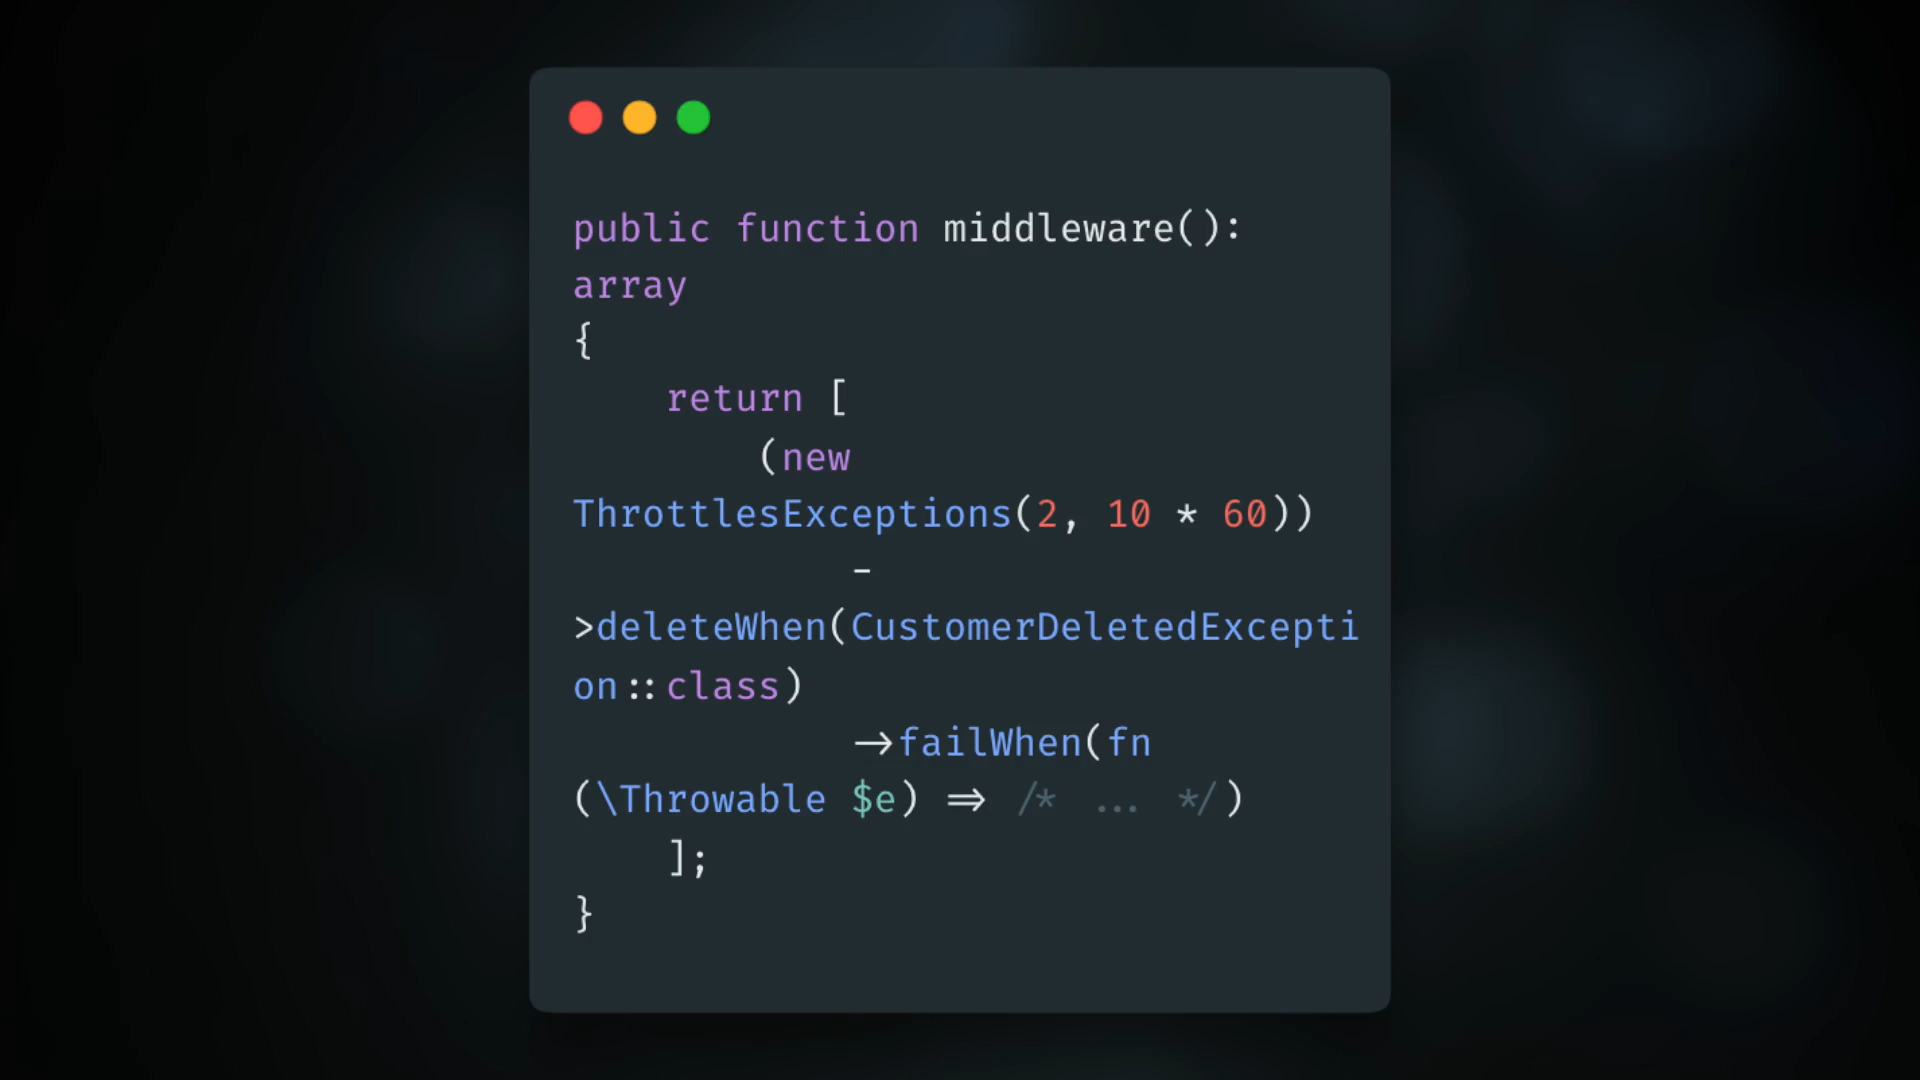 public function middleware():
array
{
    return [
        (new
ThrottlesExceptions(2, 10 * 60))
            -
>deleteWhen(CustomerDeletedExcepti
on::class)
            ->failWhen(fn
(\Throwable $e) => /* ... */)
    ];
}